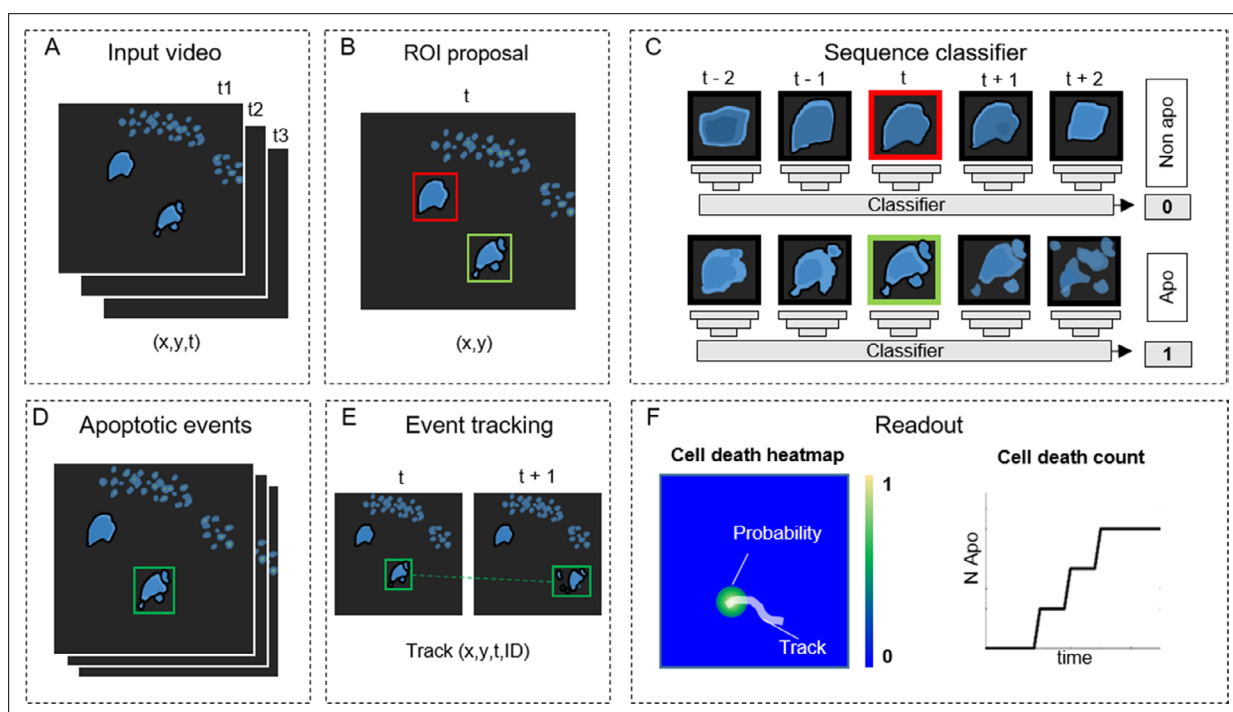 A
Input video
t1
t2
t3
(x,y,t)
B
ROI proposal
t
(x,y)
C
Sequence classifier
t - 2
t - 1
t
t + 1
t + 2
Non apo
Classifier
0
Apo
Classifier
1
D
Apoptotic events
E
Event tracking
t
t + 1
Track (x,y,t,ID)
F
Readout
Cell death heatmap
Probability
Track
1
0
Cell death count
N Apo
time